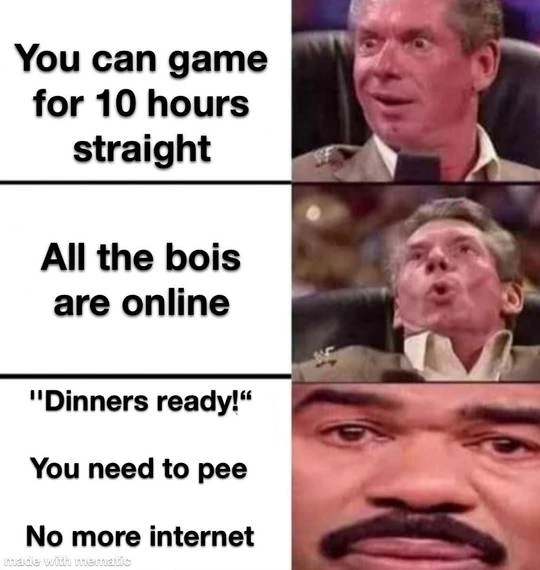 You can game
for 10 hours
straight
All the bois
are online
"Dinners ready!“
You need to pee
No more internet
made with mematic